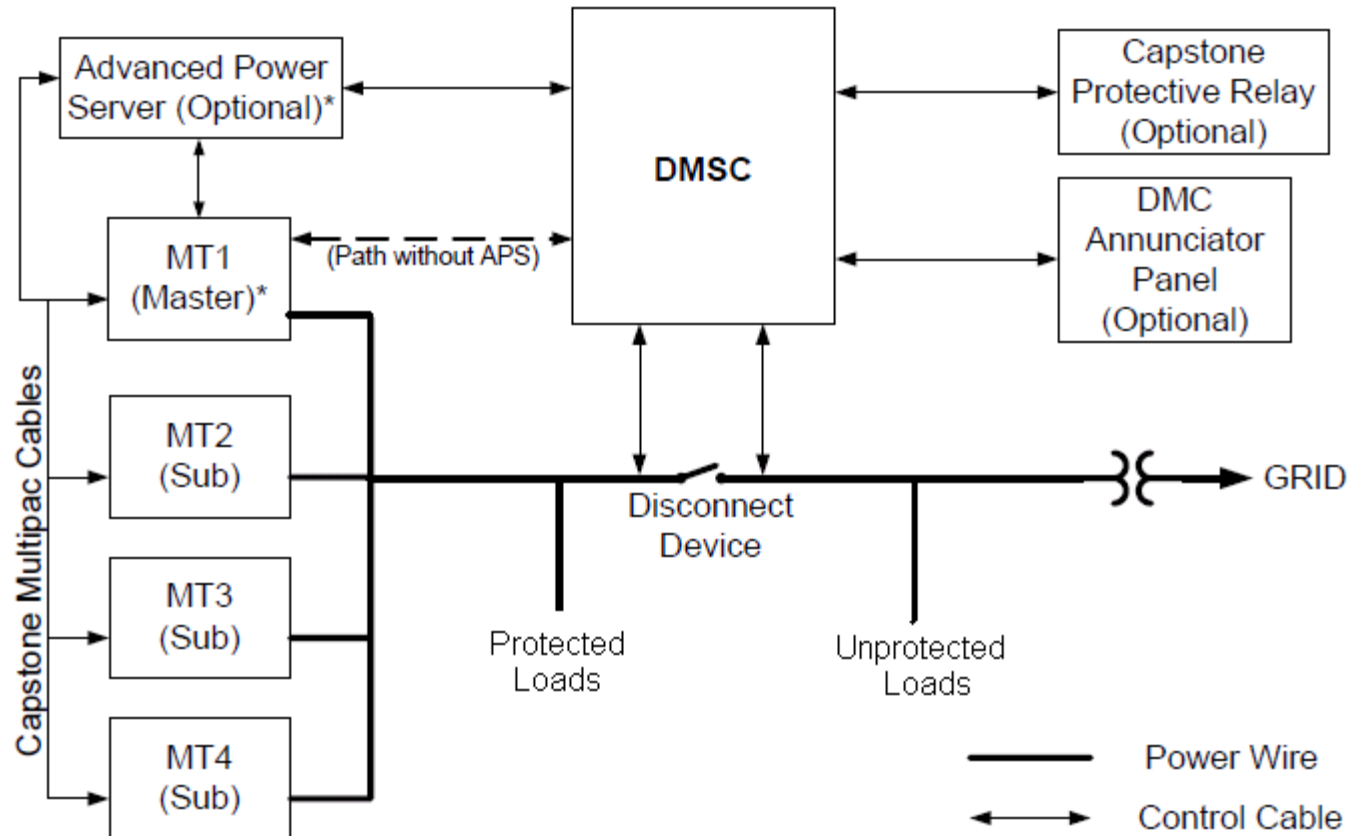 Advanced Power
Server (Optional)*
DMSC
Capstone
Protective Relay
(Optional)
DMC
Annunciator
Panel
(Optional)
MT1
(Master)*
(Path without APS)
Capstone Multipac Cables
MT2
(Sub)
MT3
(Sub)
MT4
(Sub)
Disconnect
Device
GRID
Protected
Loads
Unprotected
Loads
Power Wire
Control Cable